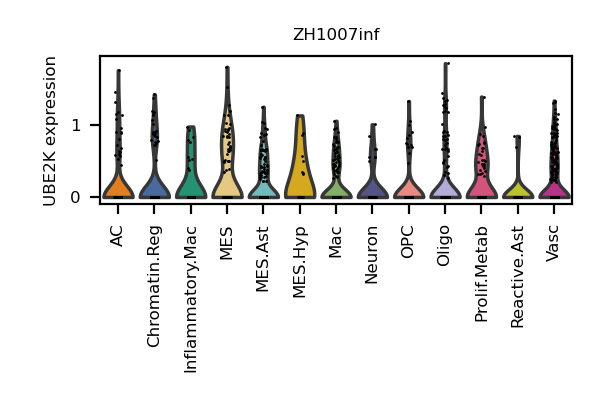 ZH1007inf
UBE2K expression
1
0
AC
Chromatin.Reg
Inflammatory.Mac
MES
MES.Ast
MES.Hyp
Mac
Neuron
OPC
Oligo
Prolif.Metab
Reactive.Ast
Vasc